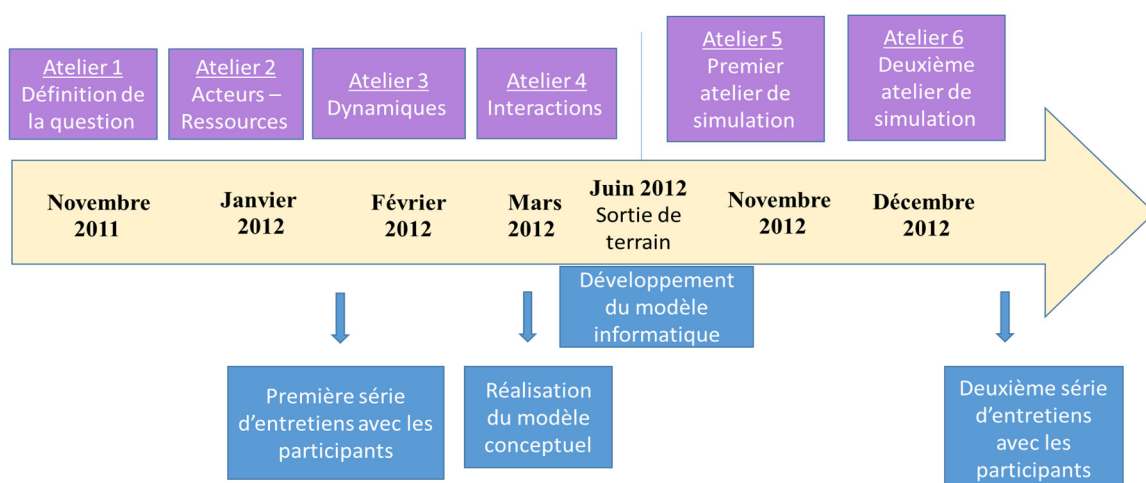 Atelier 1
Définition de
la question
Atelier 2
Acteurs –
Ressources
Atelier 3
Dynamiques
Atelier 4
Interactions
Atelier 5
Premier
atelier de
simulation
Atelier 6
Deuxième
atelier de
simulation
Novembre
2011
Janvier
2012
Février
2012
Mars
2012
Juin 2012
Sortie de
terrain
Novembre
2012
Décembre
2012
Développement
du modèle
informatique
Première série
d'entretiens avec les
participants
Réalisation
du modèle
conceptuel
Deuxième série
d'entretiens
avec les
participants